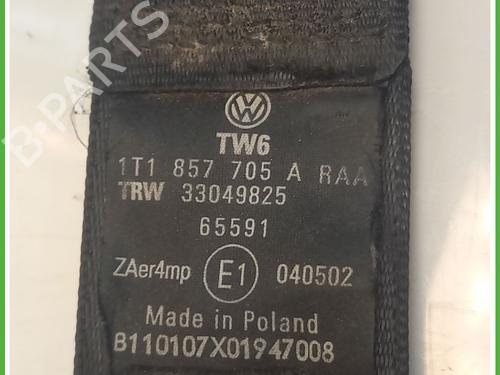 B-PARTS
TW6
1T1 857 705 A RAA
TRW 33049825
65591
ZAer4mp E1 040502
Made in Poland
B110107X01947008